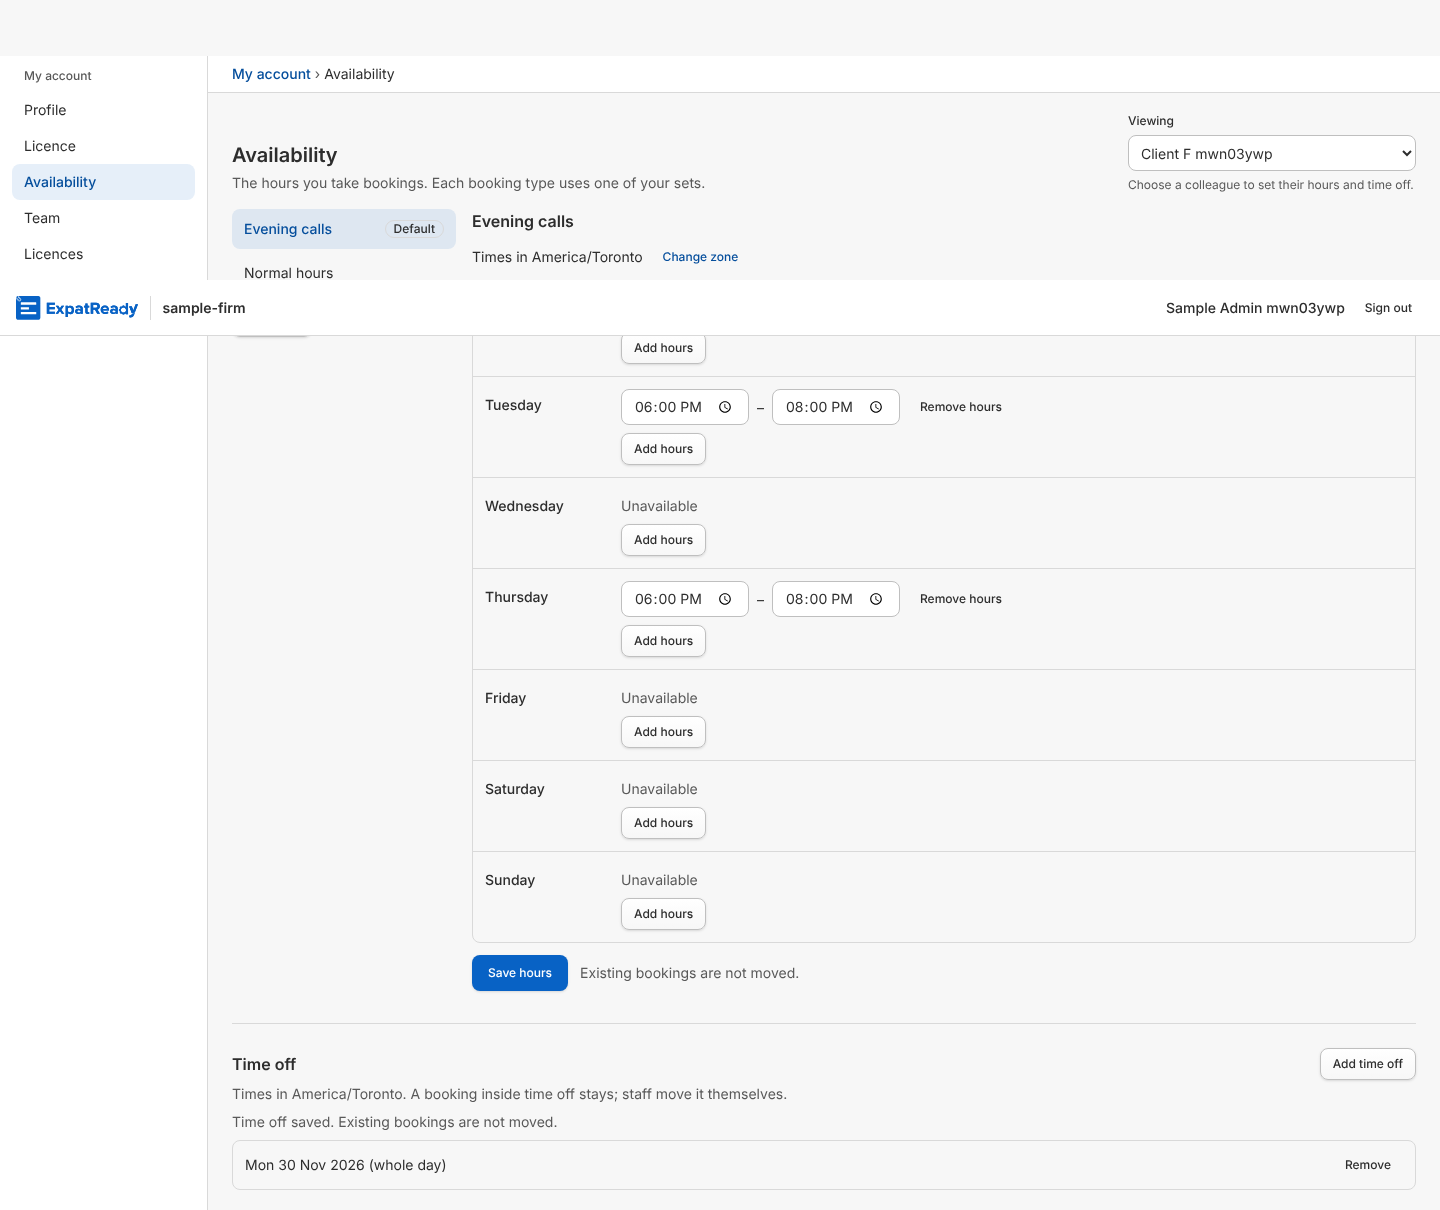 My account
Profile
Licence
Availability
Team
Licences
My account › Availability
Viewing
Client F mwn03ywp
Choose a colleague to set their hours and time off.
Availability
The hours you take bookings. Each booking type uses one of your sets.
Evening calls Default
Normal hours
Evening calls
Times in America/Toronto Change zone
ExpatReady sample-firm Sample Admin mwn03ywp Sign out
Add hours
Tuesday 06:00 PM – 08:00 PM Remove hours
Add hours
Wednesday Unavailable
Add hours
Thursday 06:00 PM – 08:00 PM Remove hours
Add hours
Friday Unavailable
Add hours
Saturday Unavailable
Add hours
Sunday Unavailable
Add hours
Save hours Existing bookings are not moved.
Time off Add time off
Times in America/Toronto. A booking inside time off stays; staff move it themselves.
Time off saved. Existing bookings are not moved.
Mon 30 Nov 2026 (whole day) Remove